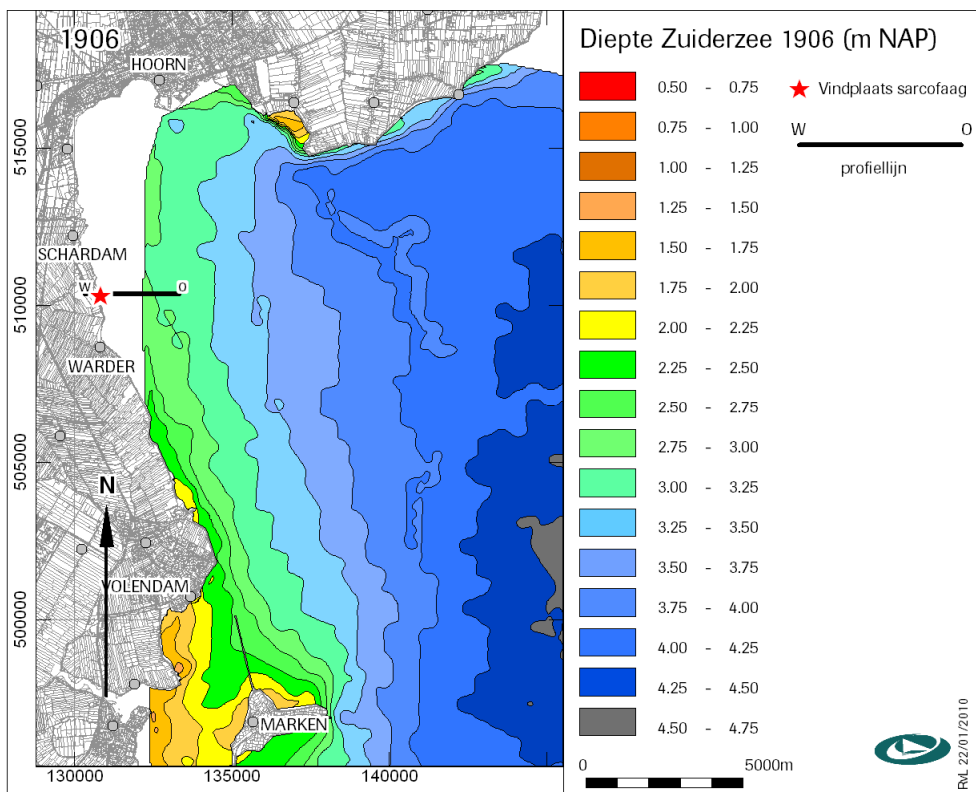 1906
HOORN
SCHARDAM
W
O
WARDER
N
VOLENDAM
MARKEN
515000
510000
505000
500000
130000
135000
140000
Diepte Zuiderzee 1906 (m NAP)
0.50 - 0.75
0.75 - 1.00
1.00 - 1.25
1.25 - 1.50
1.50 - 1.75
1.75 - 2.00
2.00 - 2.25
2.25 - 2.50
2.50 - 2.75
2.75 - 3.00
3.00 - 3.25
3.25 - 3.50
3.50 - 3.75
3.75 - 4.00
4.00 - 4.25
4.25 - 4.50
4.50 - 4.75
Vindplaats sarcofaag
W O
profiellijn
0 5000m
RvL 22/01/2010